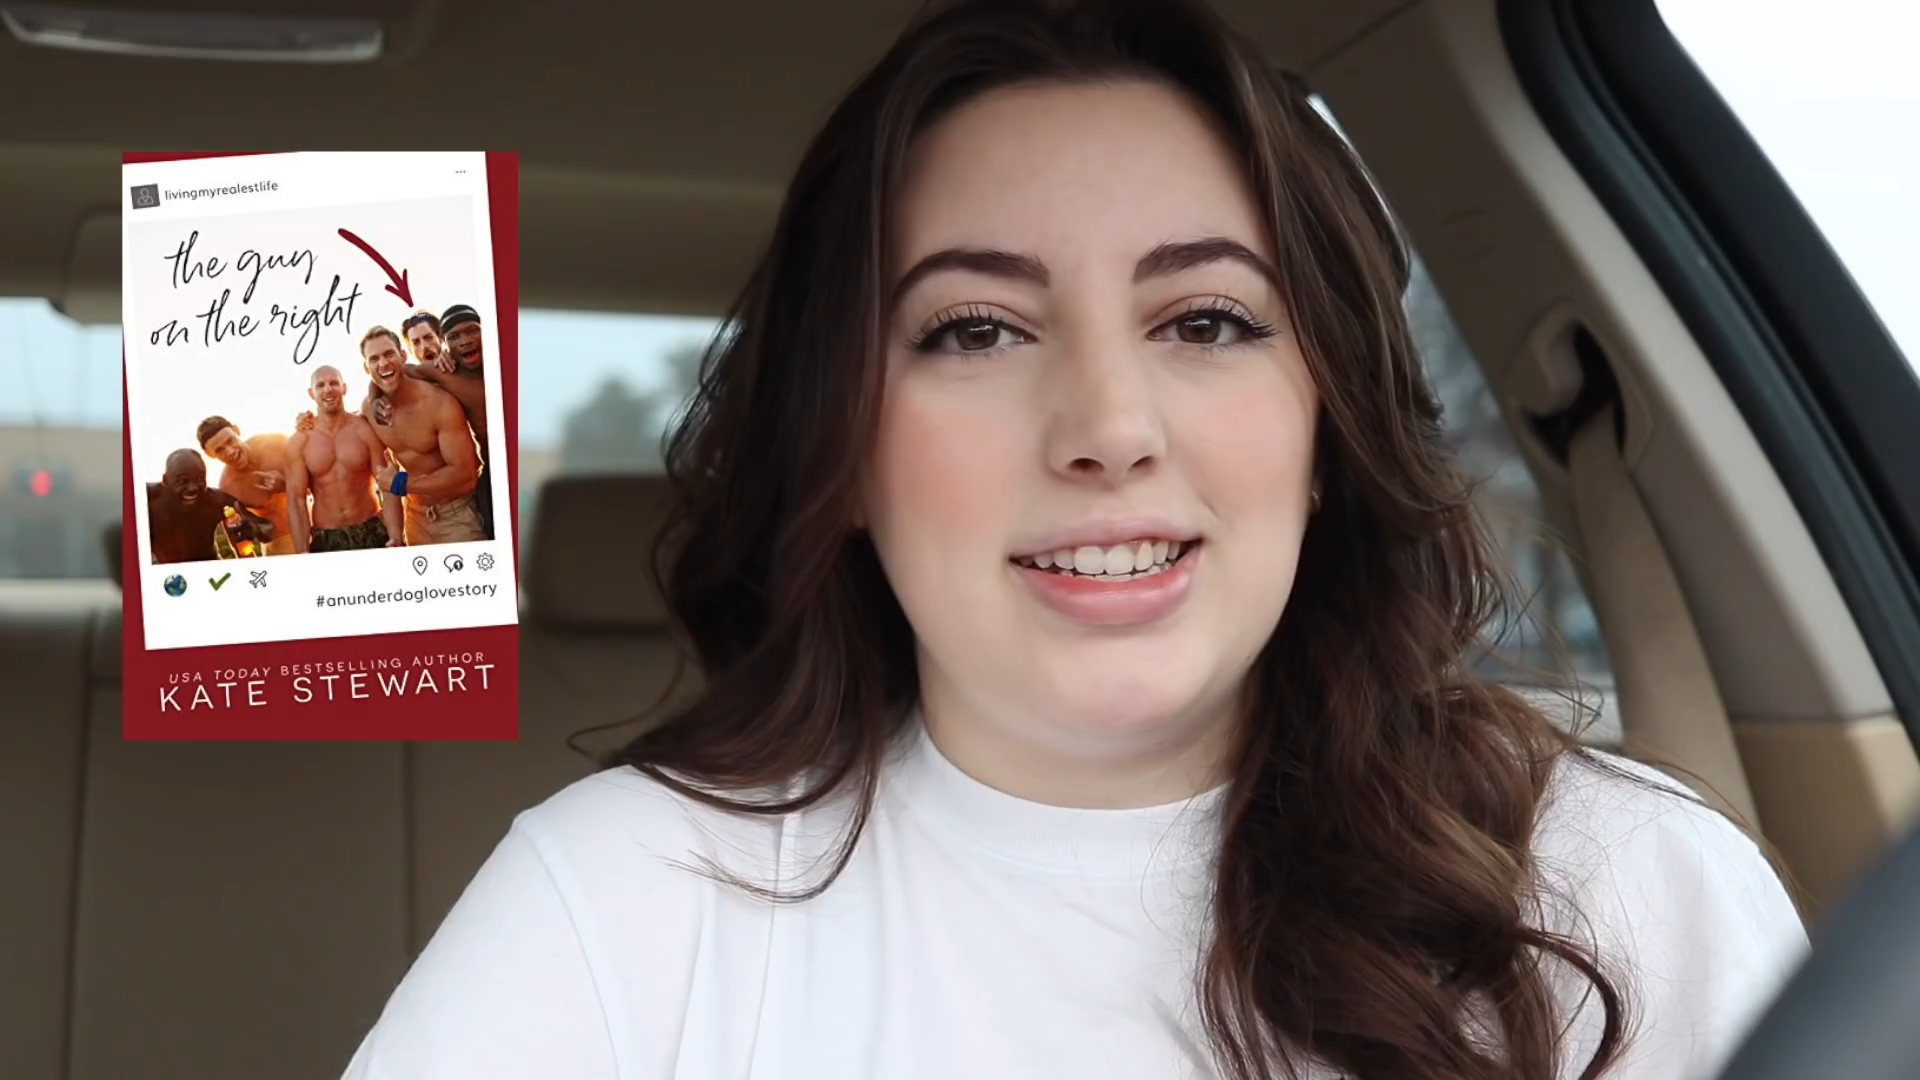 livingmyrealestlife
the guy
on the right
#anunderdoglovestory
USA TODAY BESTSELLING AUTHOR
KATE STEWART